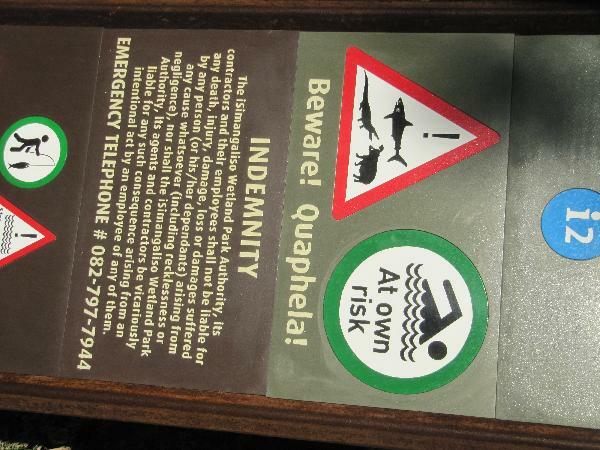 i2
!
At own
risk
Beware! Quaphela!
INDEMNITY
The iSimangaliso Wetland Park Authority, its
contractors and their employees shall not be liable for
any death, injury, damage, loss or damages suffered
by any person (or his/her dependants) arising from
any cause whatsoever (including recklessness or
negligence), nor shall the iSimangaliso Wetland Park
Authority, its agents and contractors be vicariously
liable for any such consequence arising from an
intentional act by an employee of any of them.
EMERGENCY TELEPHONE # 082-797-7944
!